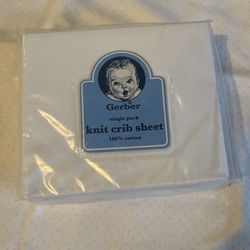 Gerber
single pack
knit crib sheet
100% cotton